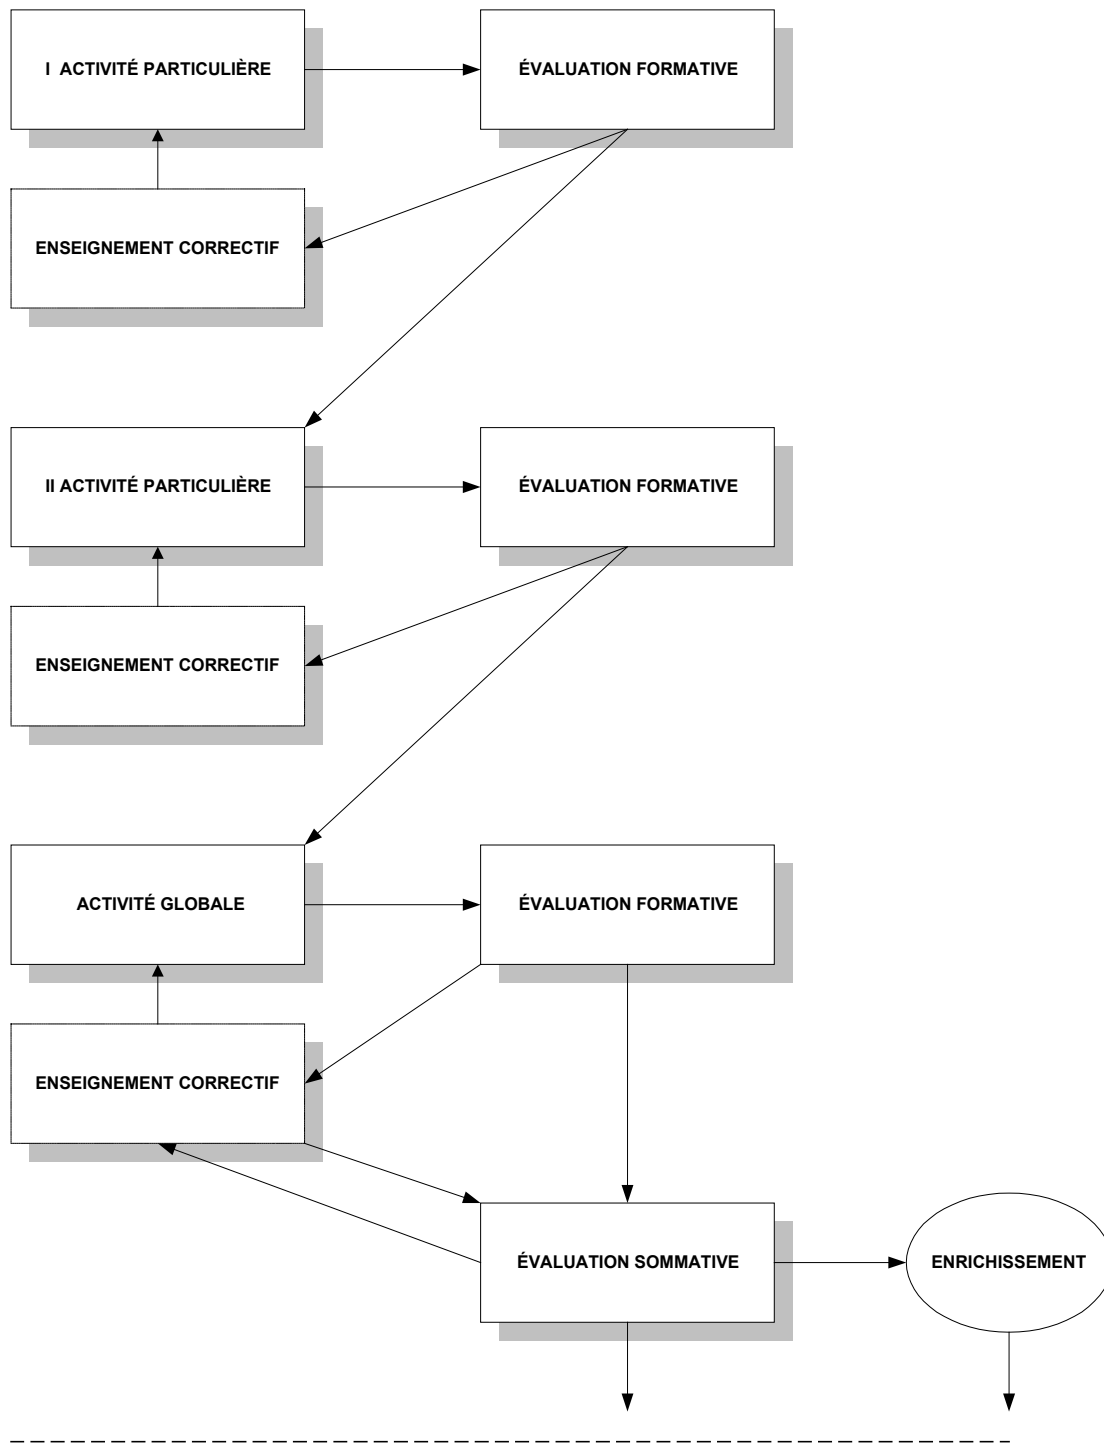 I ACTIVITÉ PARTICULIÈRE
ÉVALUATION FORMATIVE
ENSEIGNEMENT CORRECTIF
II ACTIVITÉ PARTICULIÈRE
ÉVALUATION FORMATIVE
ENSEIGNEMENT CORRECTIF
ACTIVITÉ GLOBALE
ÉVALUATION FORMATIVE
ENSEIGNEMENT CORRECTIF
ÉVALUATION SOMMATIVE
ENRICHISSEMENT